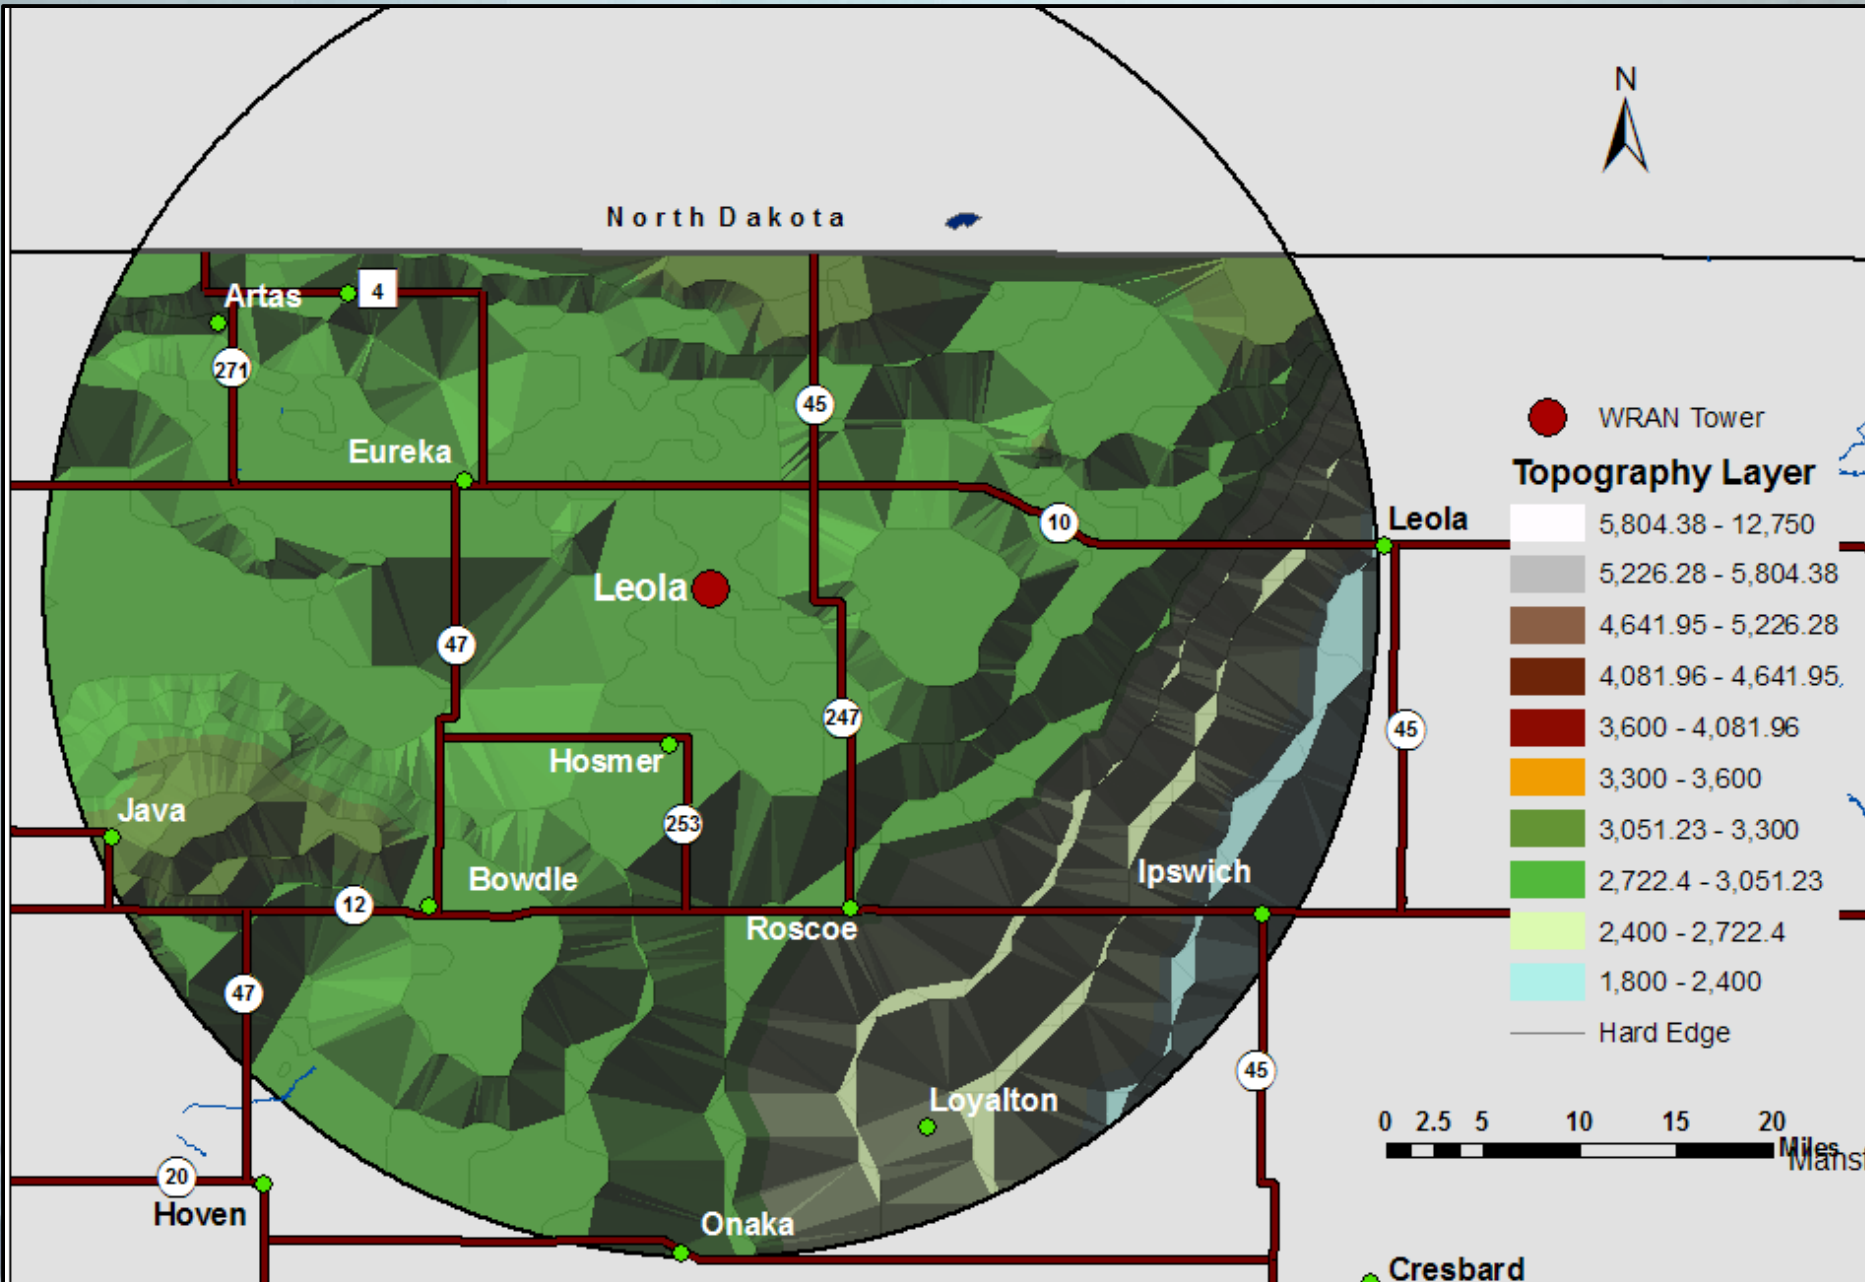 N
North Dakota
Artas
4
271
45
Eureka
WRAN Tower
Topography Layer
10
Leola
5,804.38 - 12,750
5,226.28 - 5,804.38
Leola
4,641.95 - 5,226.28
47
4,081.96 - 4,641.95
247
45
3,600 - 4,081.96
Hosmer
3,300 - 3,600
Java
253
3,051.23 - 3,300
Bowdle
Ipswich
2,722.4 - 3,051.23
12
Roscoe
2,400 - 2,722.4
47
1,800 - 2,400
Hard Edge
45
Loyalton
0 2.5 5 10 15 20
Miles
Mansf
20
Hoven
Onaka
Cresbard